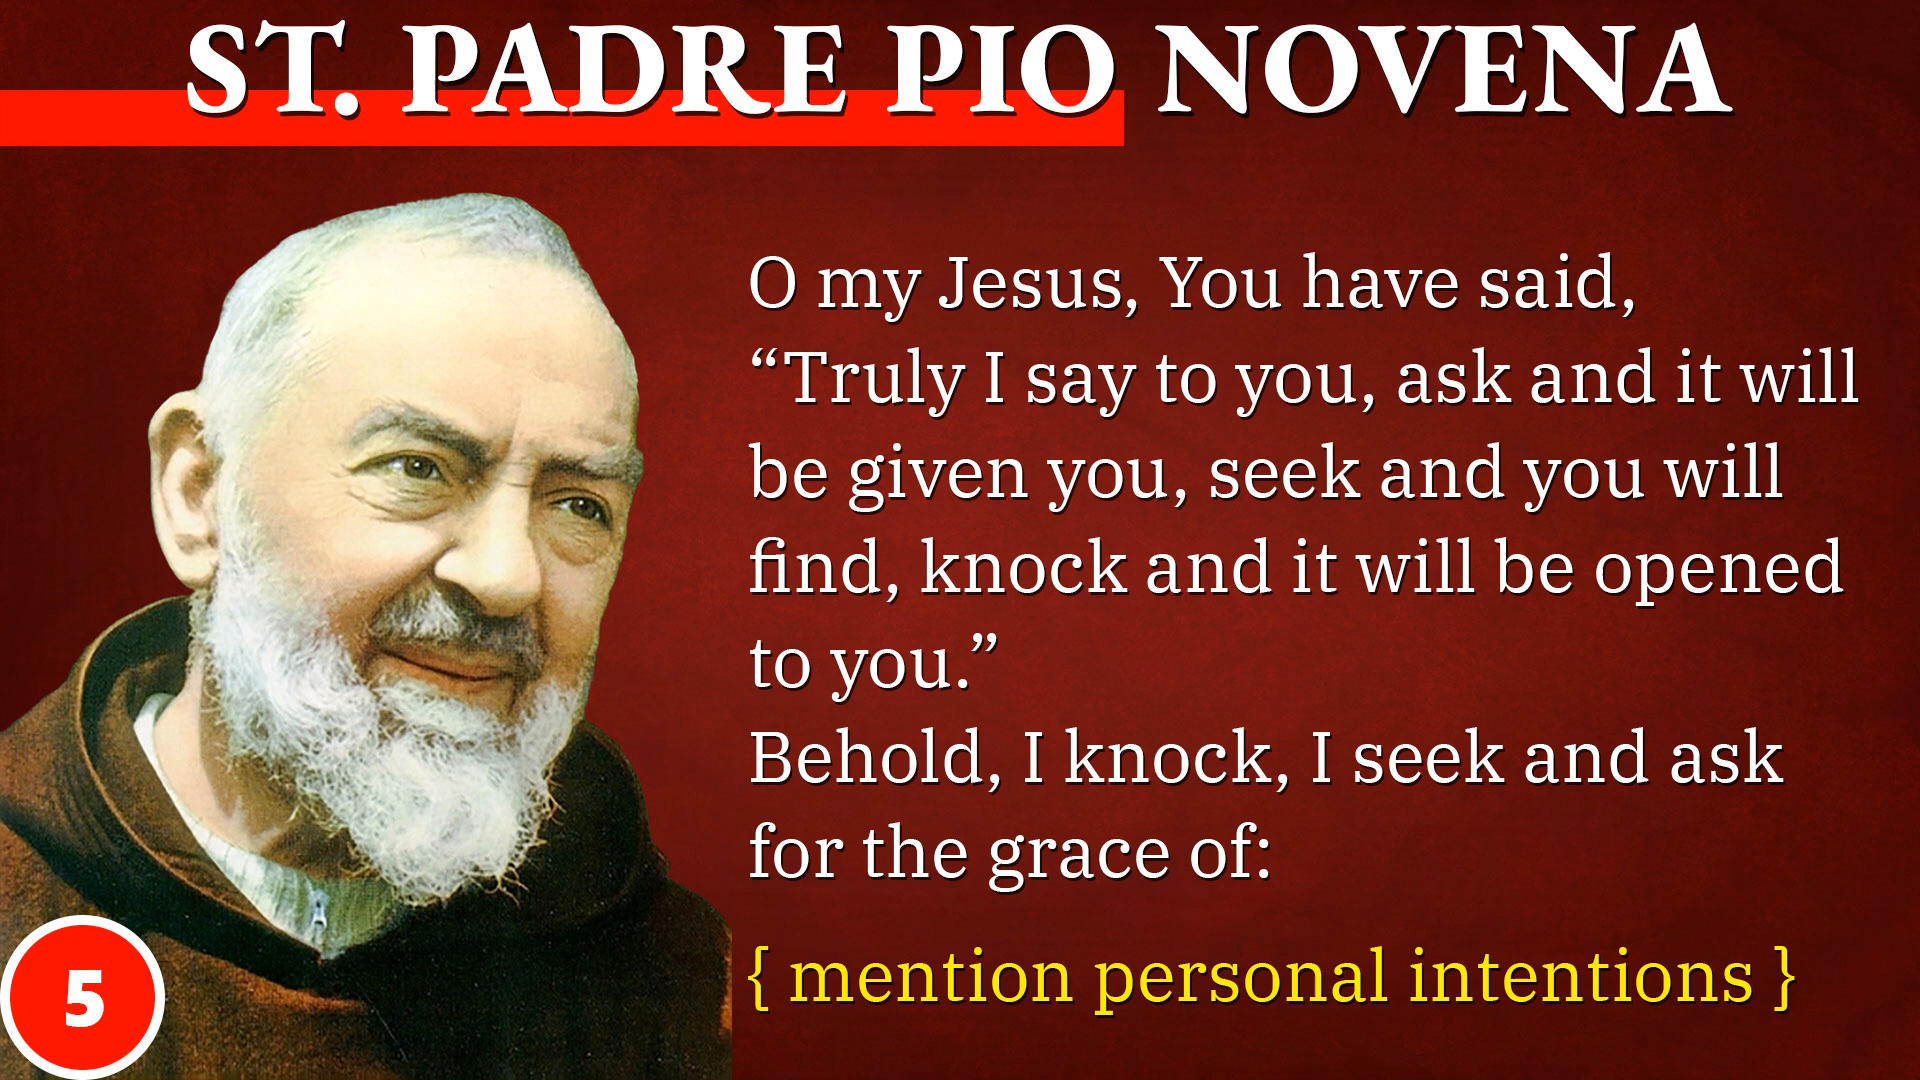 ST. PADRE PIO NOVENA
O my Jesus, You have said,
“Truly I say to you, ask and it will
be given you, seek and you will
find, knock and it will be opened
to you.”
Behold, I knock, I seek and ask
for the grace of:
{ mention personal intentions }
5